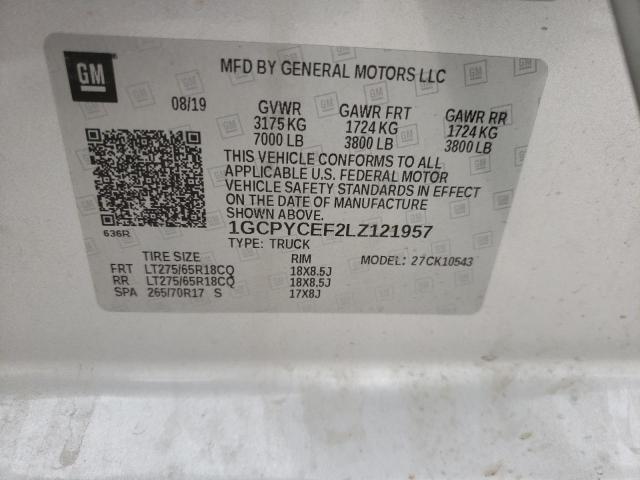 GM
MFD BY GENERAL MOTORS LLC
08/19
GVWR GAWR FRT GAWR RR
3175 KG 1724 KG 1724 KG
7000 LB 3800 LB 3800 LB
THIS VEHICLE CONFORMS TO ALL
APPLICABLE U.S. FEDERAL MOTOR
VEHICLE SAFETY STANDARDS IN EFFECT
ON THE DATE OF MANUFACTURE
SHOWN ABOVE.
636R
1GCPYCEF2LZ121957
TYPE: TRUCK
TIRE SIZE RIM MODEL: 27CK10543
FRT LT275/65R18CQ 18X8.5J
RR LT275/65R18CQ 18X8.5J
SPA 265/70R17 S 17X8J